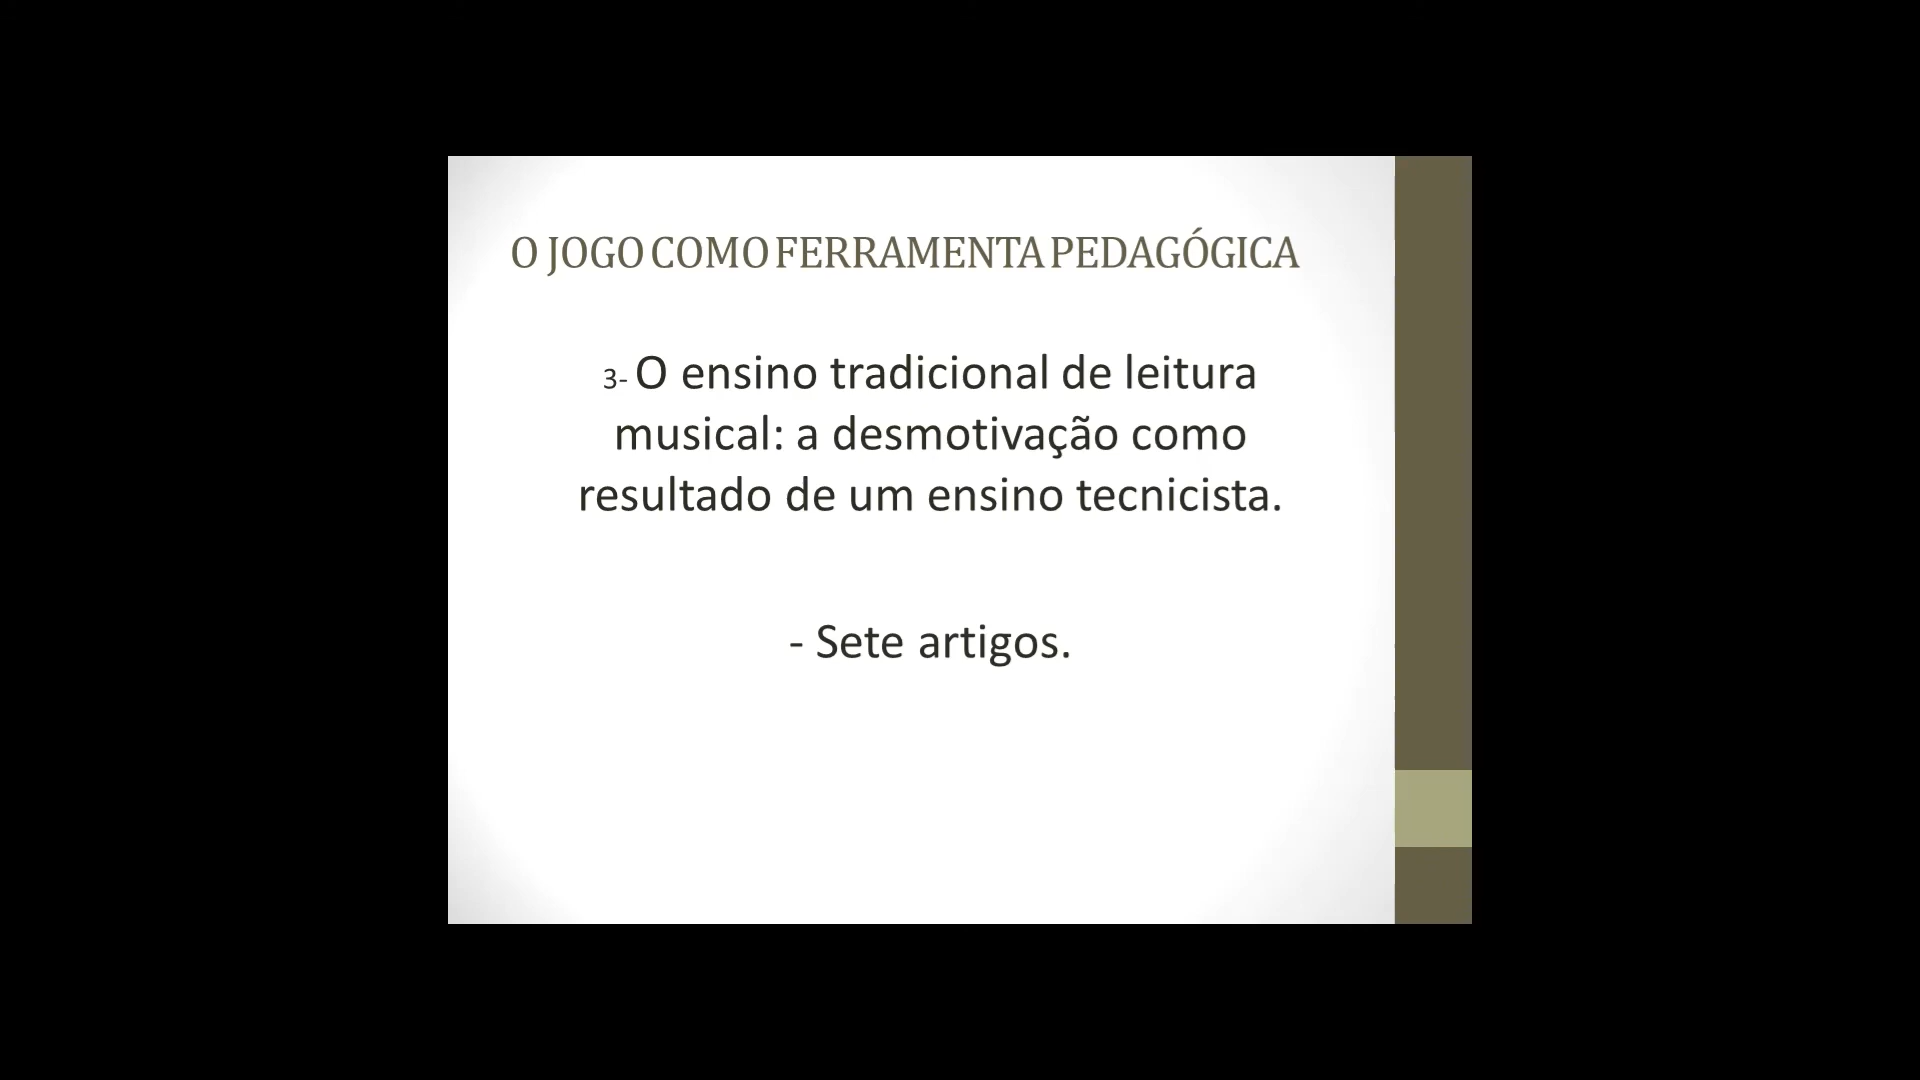 O JOGO COMO FERRAMENTA PEDAGÓGICA
3- O ensino tradicional de leitura
musical: a desmotivação como
resultado de um ensino tecnicista.
- Sete artigos.